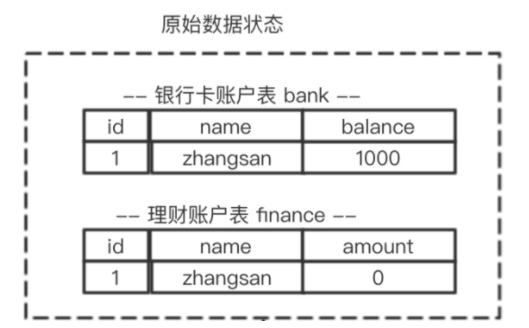 原始数据状态
-- 银行卡账户表 bank --
id name balance
1 zhangsan 1000
-- 理财账户表 finance --
id name amount
1 zhangsan 0